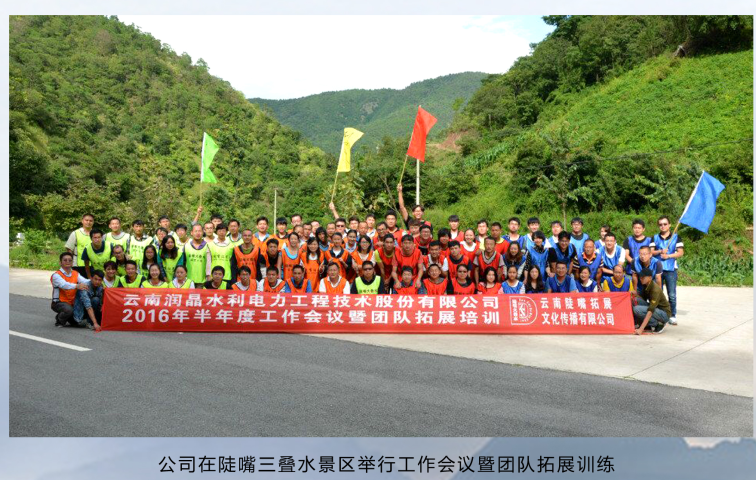 云南润晶水利电力工程技术股份有限公司
2016年半年度工作会议暨团队拓展培训
云南陡嘴拓展
文化传播有限公司
公司在陡嘴三叠水景区举行工作会议暨团队拓展训练